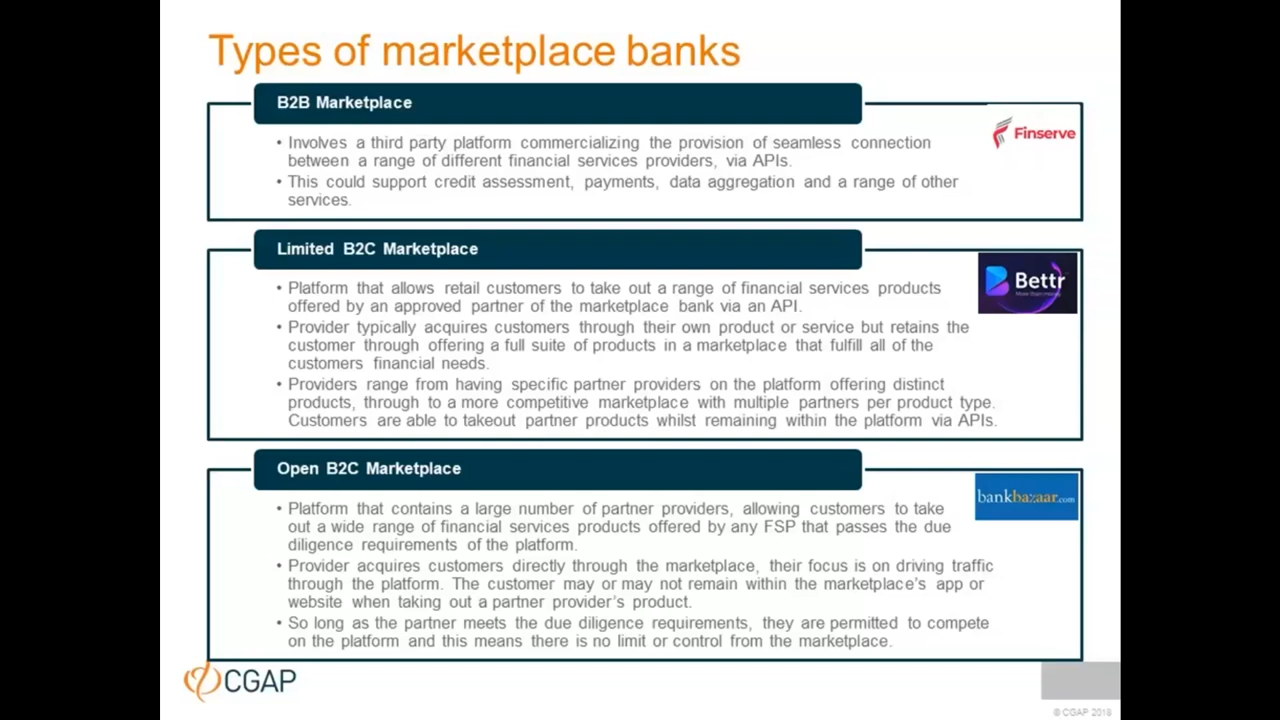 Types of marketplace banks
B2B Marketplace
• Involves a third party platform commercializing the provision of seamless connection
between a range of different financial services providers, via APIs.
• This could support credit assessment, payments, data aggregation and a range of other
services.
Finserve
Limited B2C Marketplace
• Platform that allows retail customers to take out a range of financial services products
offered by an approved partner of the marketplace bank via an API.
• Provider typically acquires customers through their own product or service but retains the
customer through offering a full suite of products in a marketplace that fulfill all of the
customers financial needs.
• Providers range from having specific partner providers on the platform offering distinct
products, through to a more competitive marketplace with multiple partners per product type.
Customers are able to takeout partner products whilst remaining within the platform via APIs.
Bettr
Open B2C Marketplace
• Platform that contains a large number of partner providers, allowing customers to take
out a wide range of financial services products offered by any FSP that passes the due
diligence requirements of the platform.
• Provider acquires customers directly through the marketplace, their focus is on driving traffic
through the platform. The customer may or may not remain within the marketplace's app or
website when taking out a partner provider's product.
• So long as the partner meets the due diligence requirements, they are permitted to compete
on the platform and this means there is no limit or control from the marketplace.
bankbazaar.com
CGAP
© CGAP 2018